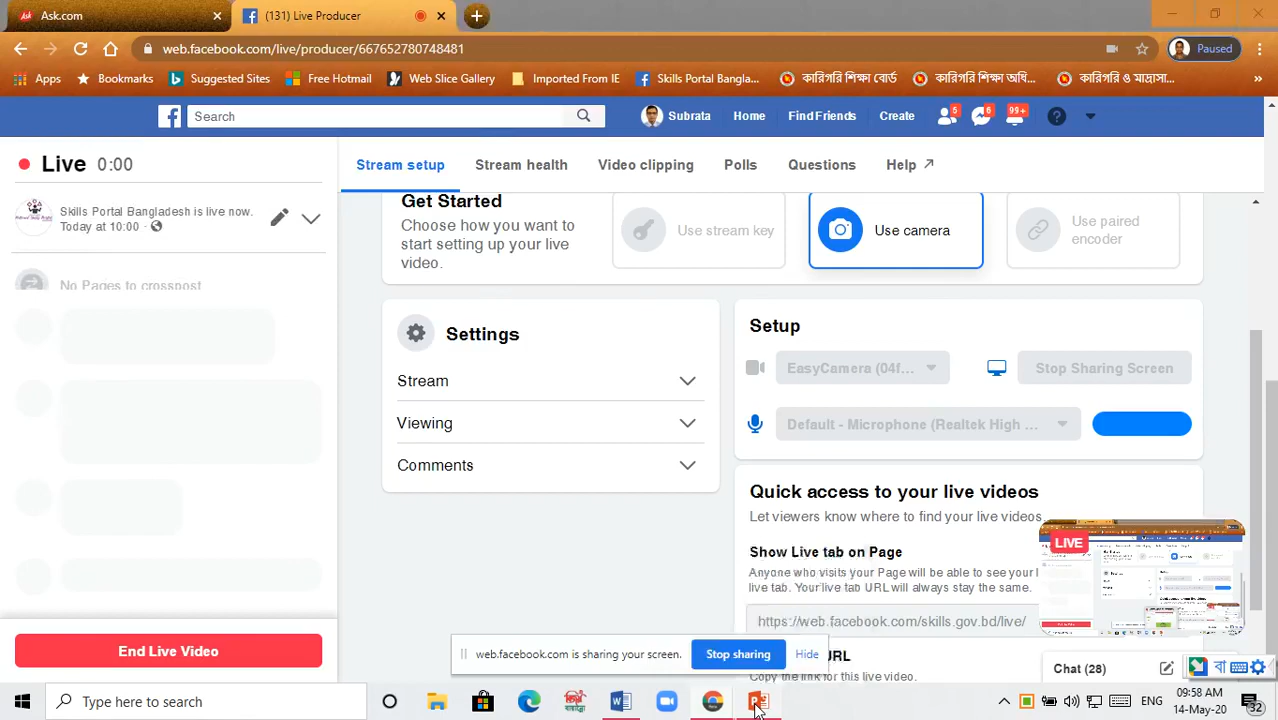 Ask.com
(131) Live Producer
web.facebook.com/live/producer/667652780748481
Paused
Apps
Bookmarks
Suggested Sites
Free Hotmail
Web Slice Gallery
Imported From IE
Skills Portal Bangla...
কারিগরি শিক্ষা বোর্ড
কারিগরি শিক্ষা অধি...
কারিগরি ও মাদ্রাসা...
»
Search
Subrata
Home
Find Friends
Create
5
6
99+
Live 0:00
Stream setup
Stream health
Video clipping
Polls
Questions
Help
Skills Portal Bangladesh is live now.
Today at 10:00
No Pages to crosspost
Get Started
Choose how you want to
start setting up your live
video.
Use stream key
Use camera
Use paired
encoder
Settings
Stream
Viewing
Comments
Setup
EasyCamera (04f...
Stop Sharing Screen
Default - Microphone (Realtek High ...
Quick access to your live videos
Let viewers know where to find your live videos
Show Live tab on Page
Anyone who visits your Page will be able to see your l
live tab. Your live tab URL will always stay the same.
https://web.facebook.com/skills.gov.bd/live/
URL
Copy the link for this live video.
LIVE
End Live Video
web.facebook.com is sharing your screen.
Stop sharing
Hide
Chat (28)
বা
Type here to search
ENG
09:58 AM
14-May-20
32